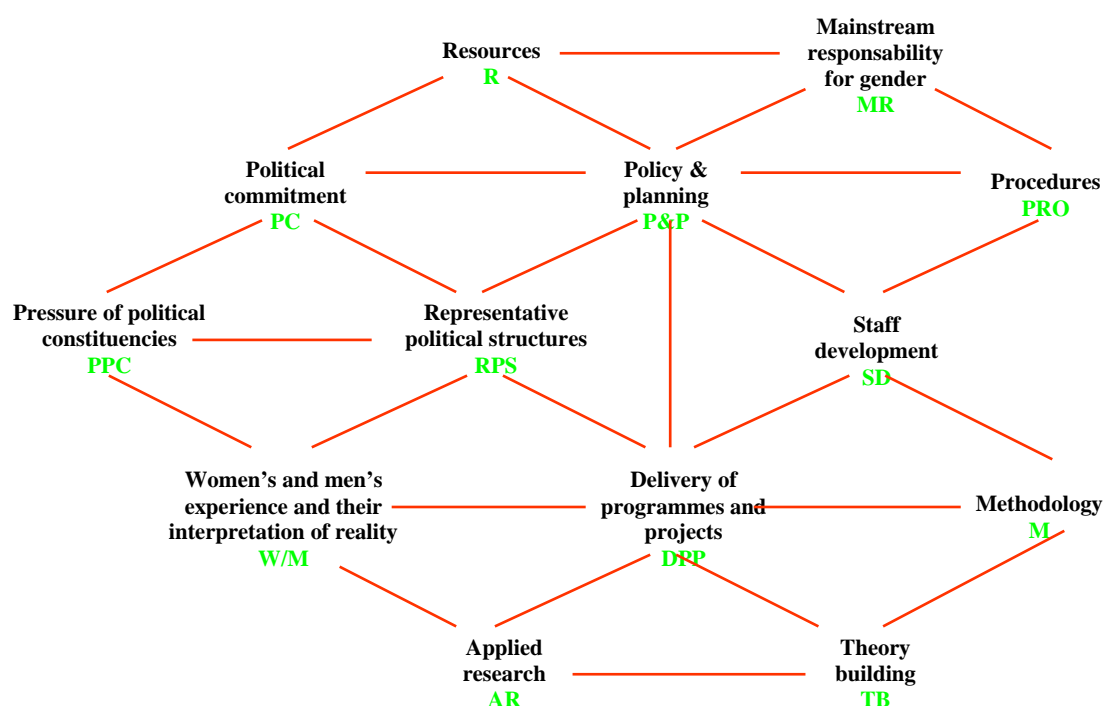 Resources
R
Mainstream
responsability
for gender
MR
Political
commitment
PC
Policy &
planning
P&P
Procedures
PRO
Pressure of political
constituencies
PPC
Representative
political structures
RPS
Staff
development
SD
Women's and men's
experience and their
interpretation of reality
W/M
Delivery of
programmes and
projects
DPP
Methodology
M
Applied
research
AR
Theory
building
TB